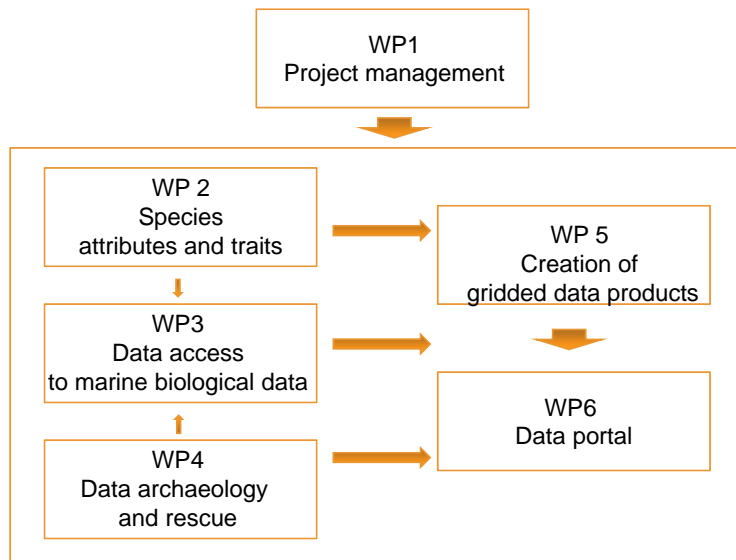 WP1
Project management
WP 2
Species
attributes and traits
WP3
Data access
to marine biological data
WP4
Data archaeology
and rescue
WP 5
Creation of
gridded data products
WP6
Data portal